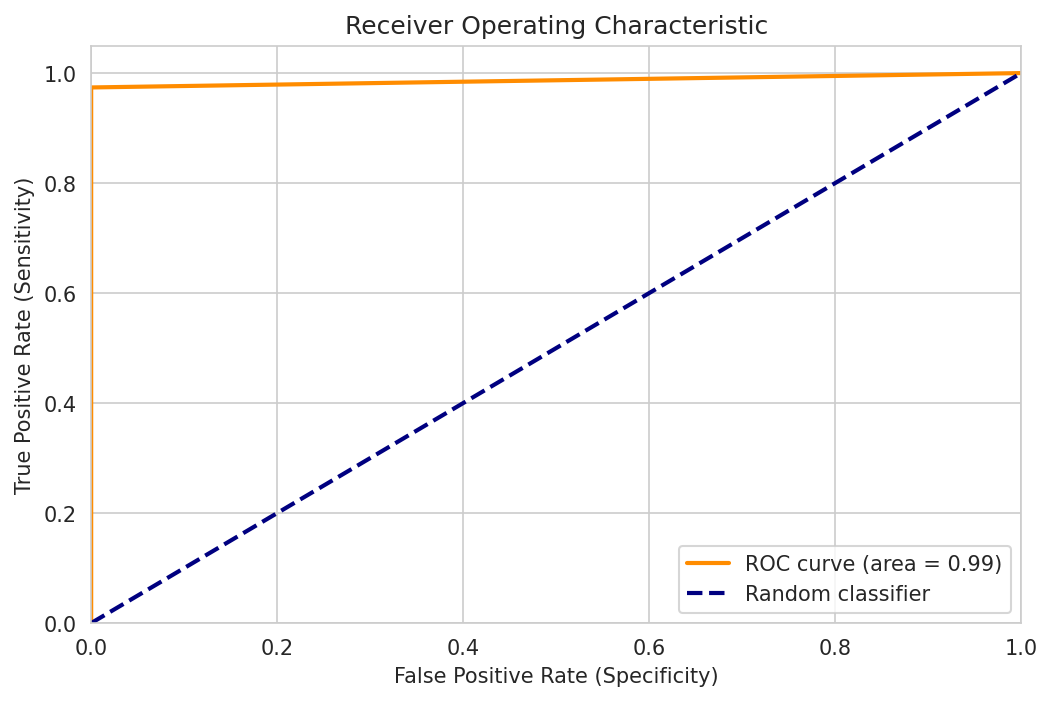 Receiver Operating Characteristic
1.0
0.8
0.6
0.4
0.2
0.0
True Positive Rate (Sensitivity)
ROC curve (area = 0.99)
Random classifier
0.0 0.2 0.4 0.6 0.8 1.0
False Positive Rate (Specificity)